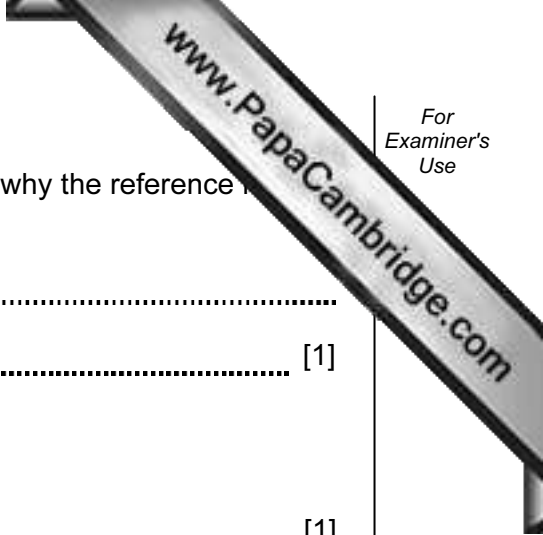 www.PapaCambridge.com
For
Examiner's
Use
why the reference
[1]
[1]